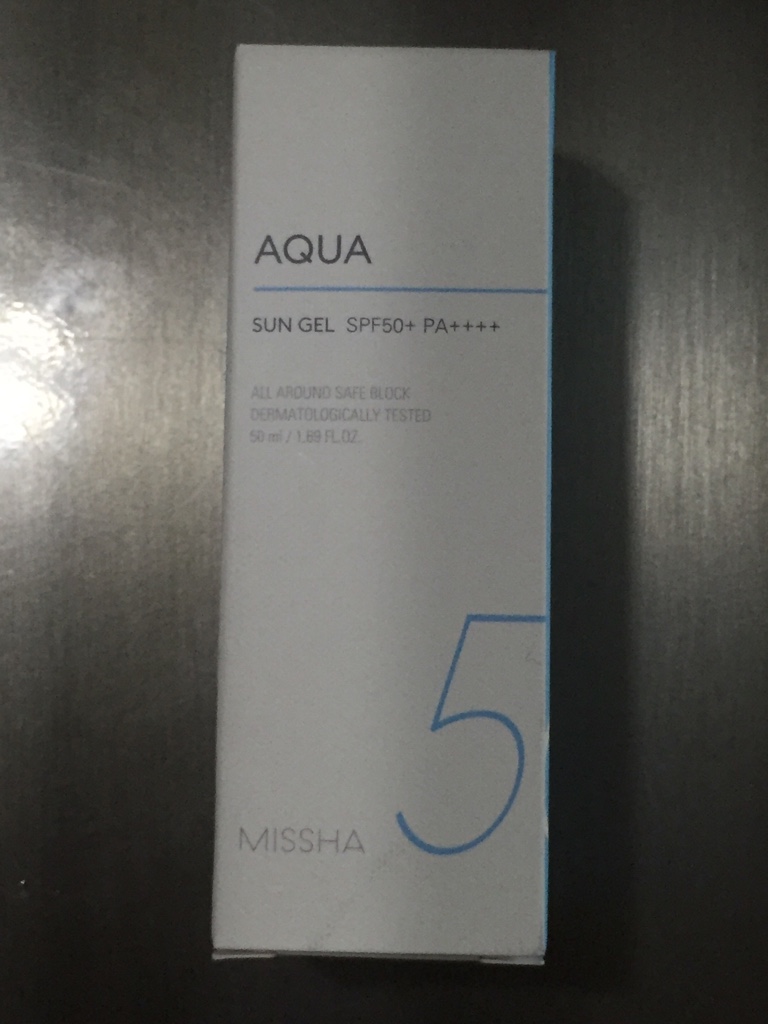 AQUA
SUN GEL SPF50+ PA++++
ALL AROUND SAFE BLOCK
DERMATOLOGICALLY TESTED
50 ml / 1.69 FL.OZ.
5
MISSHA